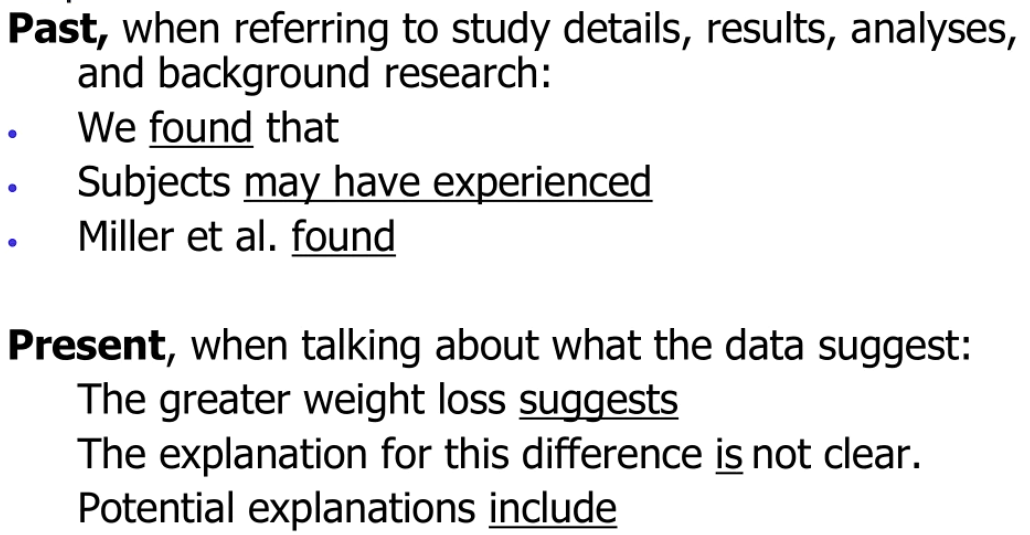 Past, when referring to study details, results, analyses,
and background research:
• We found that
• Subjects may have experienced
• Miller et al. found
Present, when talking about what the data suggest:
The greater weight loss suggests
The explanation for this difference is not clear.
Potential explanations include